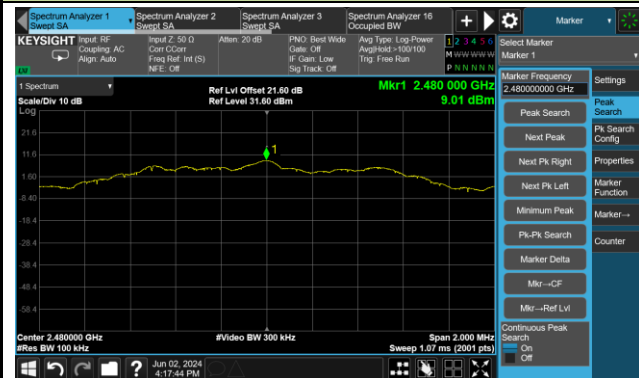 Spectrum Analyzer 1
Swept SA
Spectrum Analyzer 2
Swept SA
Spectrum Analyzer 3
Swept SA
Spectrum Analyzer 16
Occupied BW
Marker
KEYSIGHT
Input: RF
Coupling: AC
Align: Auto
Input Z: 50 Ω
Corr CCorr
Freq Ref: Int (S)
NFE: Off
Atten: 20 dB
PNO: Best Wide
Gate: Off
IF Gain: Low
Sig Track: Off
Avg Type: Log-Power
Avg|Hold:>100/100
Trig: Free Run
1 2 3 4 5 6
M W W W W W
P N N N N N
Select Marker
Marker 1
1 Spectrum
Scale/Div 10 dB
Log
Ref Lvl Offset 21.60 dB
Ref Level 31.60 dBm
Mkr1 2.480 000 GHz
9.01 dBm
21.6
11.6
1.60
-8.40
-18.4
-28.4
-38.4
-48.4
-58.4
1
Center 2.480000 GHz
#Res BW 100 kHz
#Video BW 300 kHz
Span 2.000 MHz
Sweep 1.07 ms (2001 pts)
Marker Frequency
2.480000000 GHz
Peak Search
Next Peak
Next Pk Right
Next Pk Left
Minimum Peak
Pk-Pk Search
Marker Delta
Mkr→CF
Mkr→Ref Lvl
Continuous Peak
Search
On
Off
Settings
Peak
Search
Pk Search
Config
Properties
Marker
Function
Marker→
Counter
Jun 02, 2024
4:17:44 PM